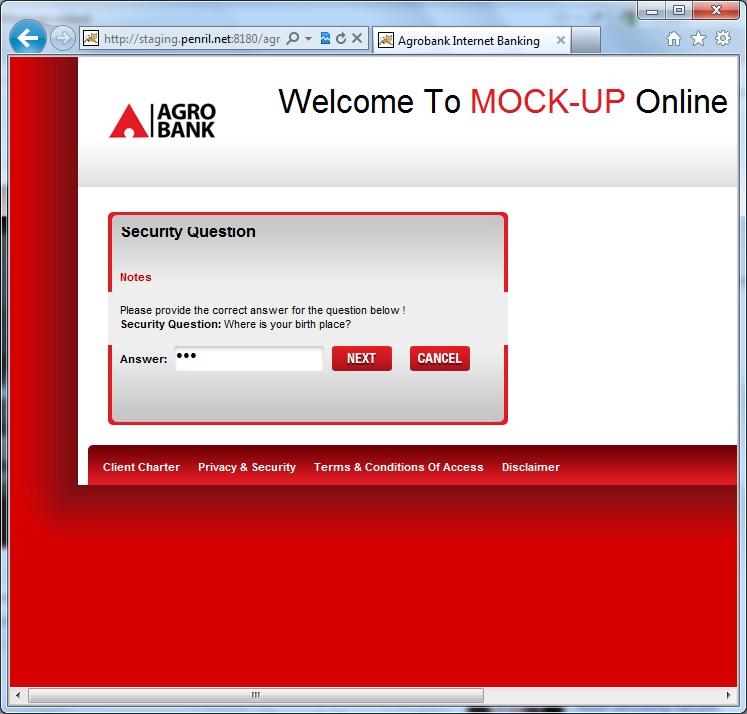 http://staging.penril.net:8180/agr
Agrobank Internet Banking
AGRO
BANK
Welcome To MOCK-UP Online
Security Question
Notes
Please provide the correct answer for the question below !
Security Question: Where is your birth place?
Answer: ••• NEXT CANCEL
Client Charter Privacy & Security Terms & Conditions Of Access Disclaimer